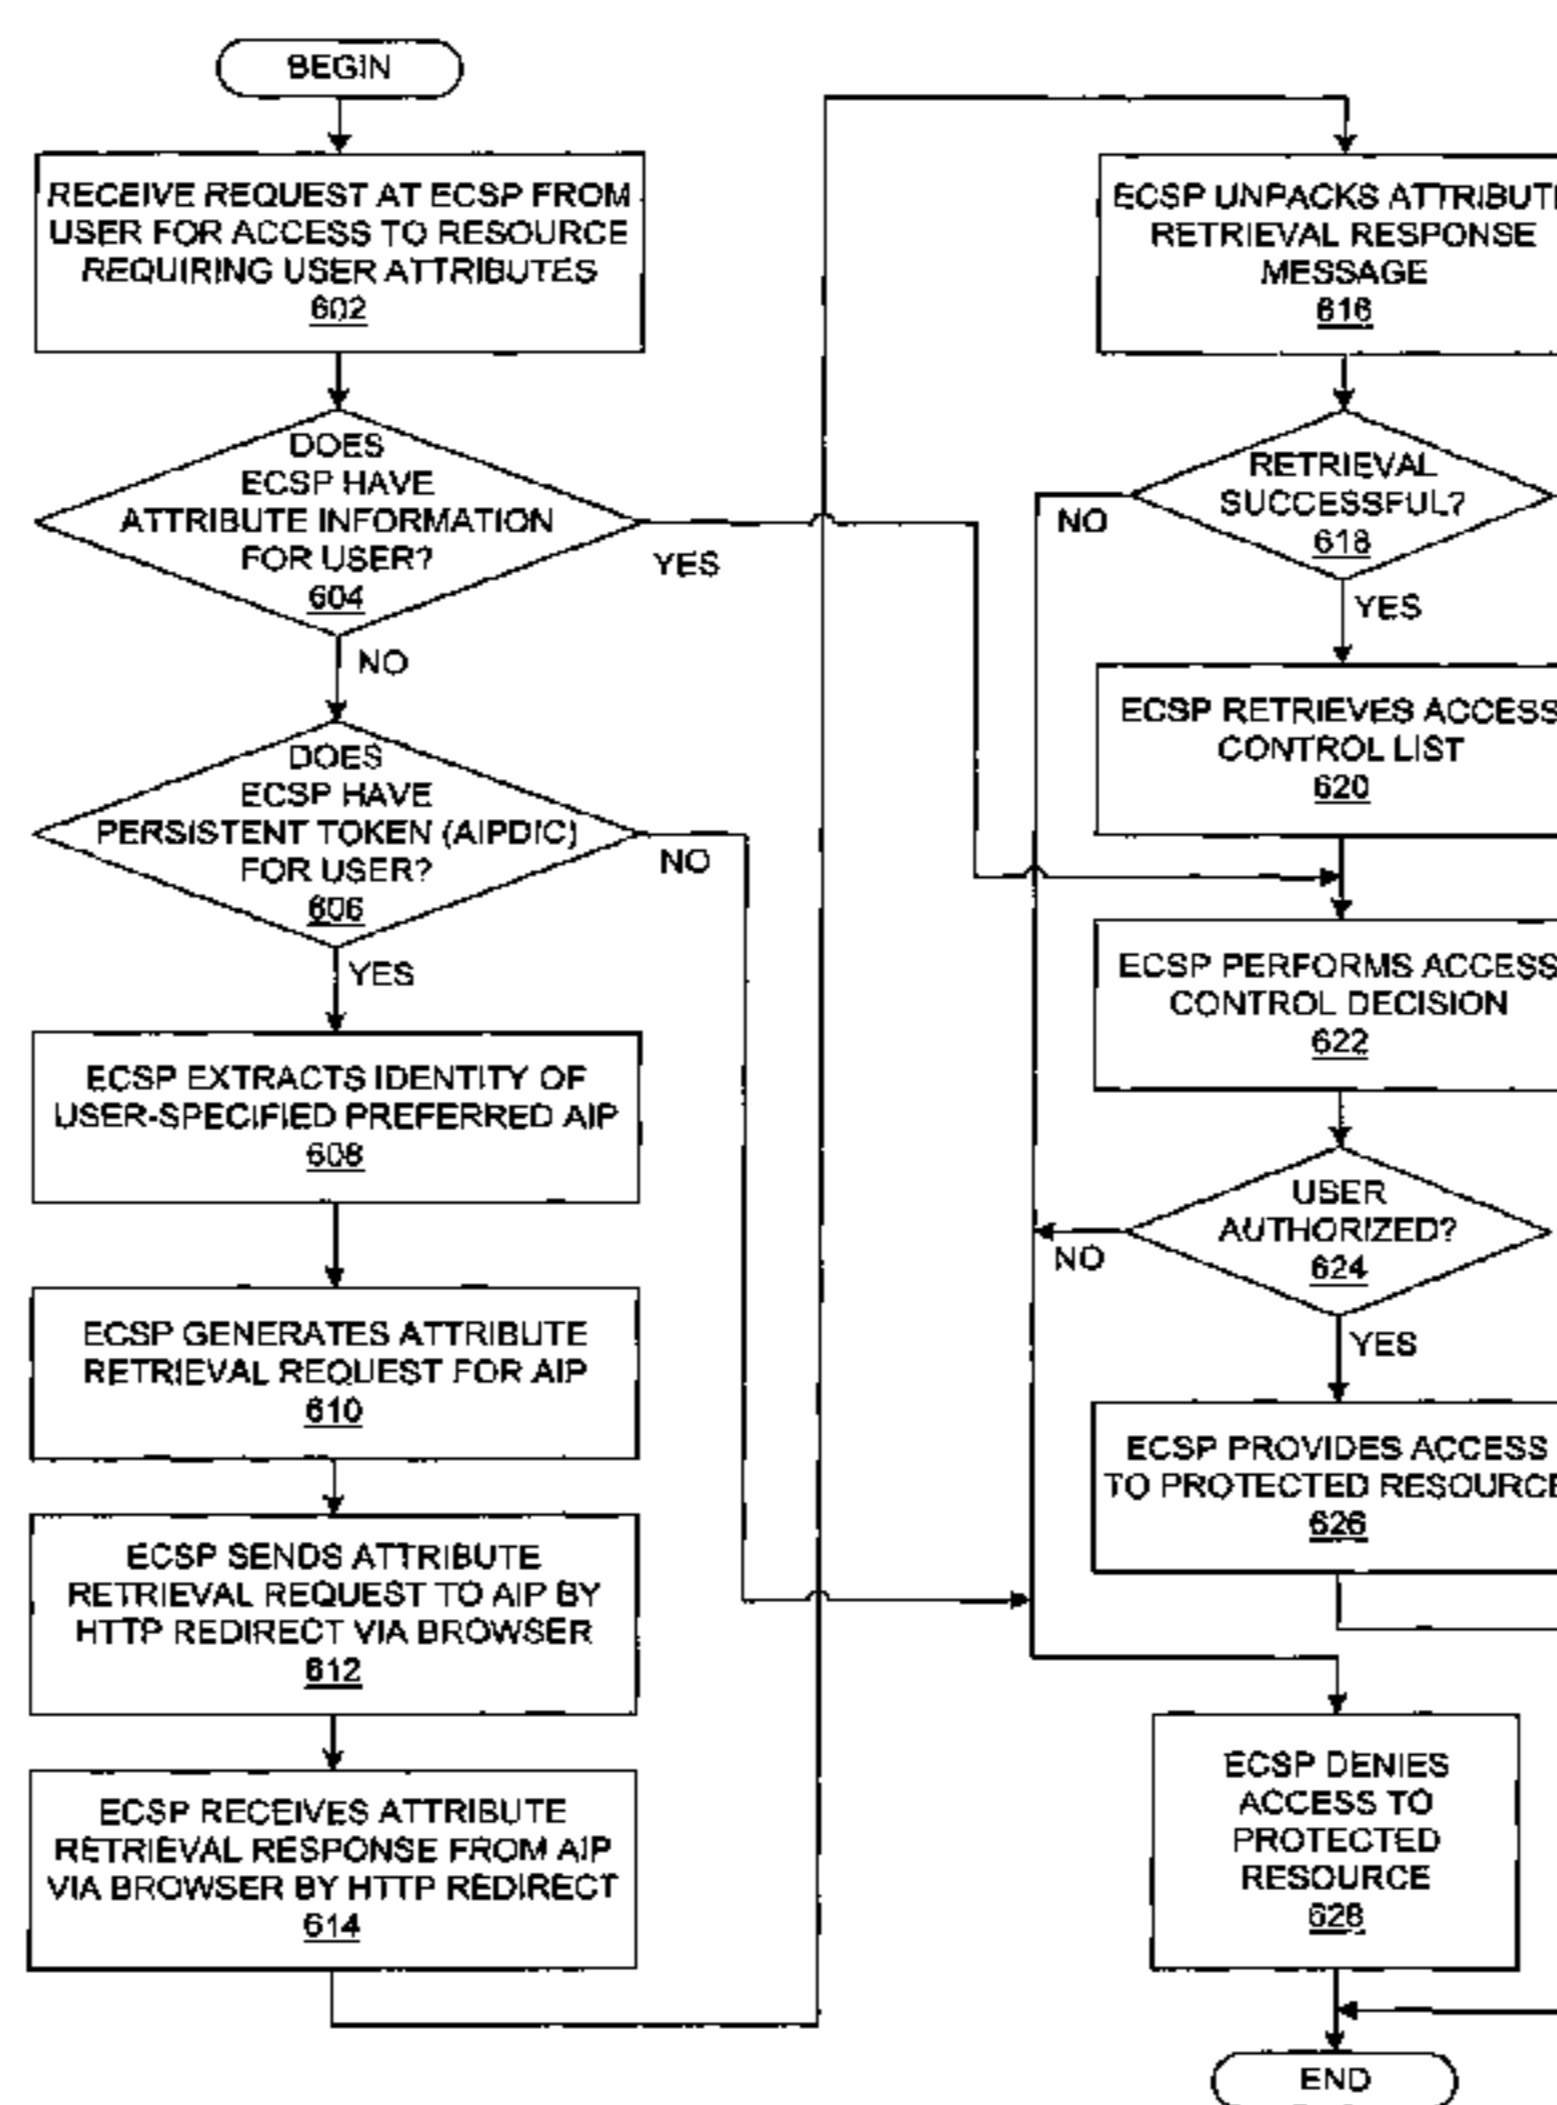 BEGIN
RECEIVE REQUEST AT ECSP FROM
USER FOR ACCESS TO RESOURCE
REQUIRING USER ATTRIBUTES
602
DOES
ECSP HAVE
ATTRIBUTE INFORMATION
FOR USER?
604
YES
NO
DOES
ECSP HAVE
PERSISTENT TOKEN (AIPDIC)
FOR USER?
606
NO
YES
ECSP EXTRACTS IDENTITY OF
USER-SPECIFIED PREFERRED AIP
608
ECSP GENERATES ATTRIBUTE
RETRIEVAL REQUEST FOR AIP
610
ECSP SENDS ATTRIBUTE
RETRIEVAL REQUEST TO AIP BY
HTTP REDIRECT VIA BROWSER
612
ECSP RECEIVES ATTRIBUTE
RETRIEVAL RESPONSE FROM AIP
VIA BROWSER BY HTTP REDIRECT
614
ECSP UNPACKS ATTRIBUTE
RETRIEVAL RESPONSE
MESSAGE
616
RETRIEVAL
SUCCESSFUL?
618
NO
YES
ECSP RETRIEVES ACCESS
CONTROL LIST
620
ECSP PERFORMS ACCESS
CONTROL DECISION
622
USER
AUTHORIZED?
624
NO
YES
ECSP PROVIDES ACCESS
TO PROTECTED RESOURCE
626
ECSP DENIES
ACCESS TO
PROTECTED
RESOURCE
628
END